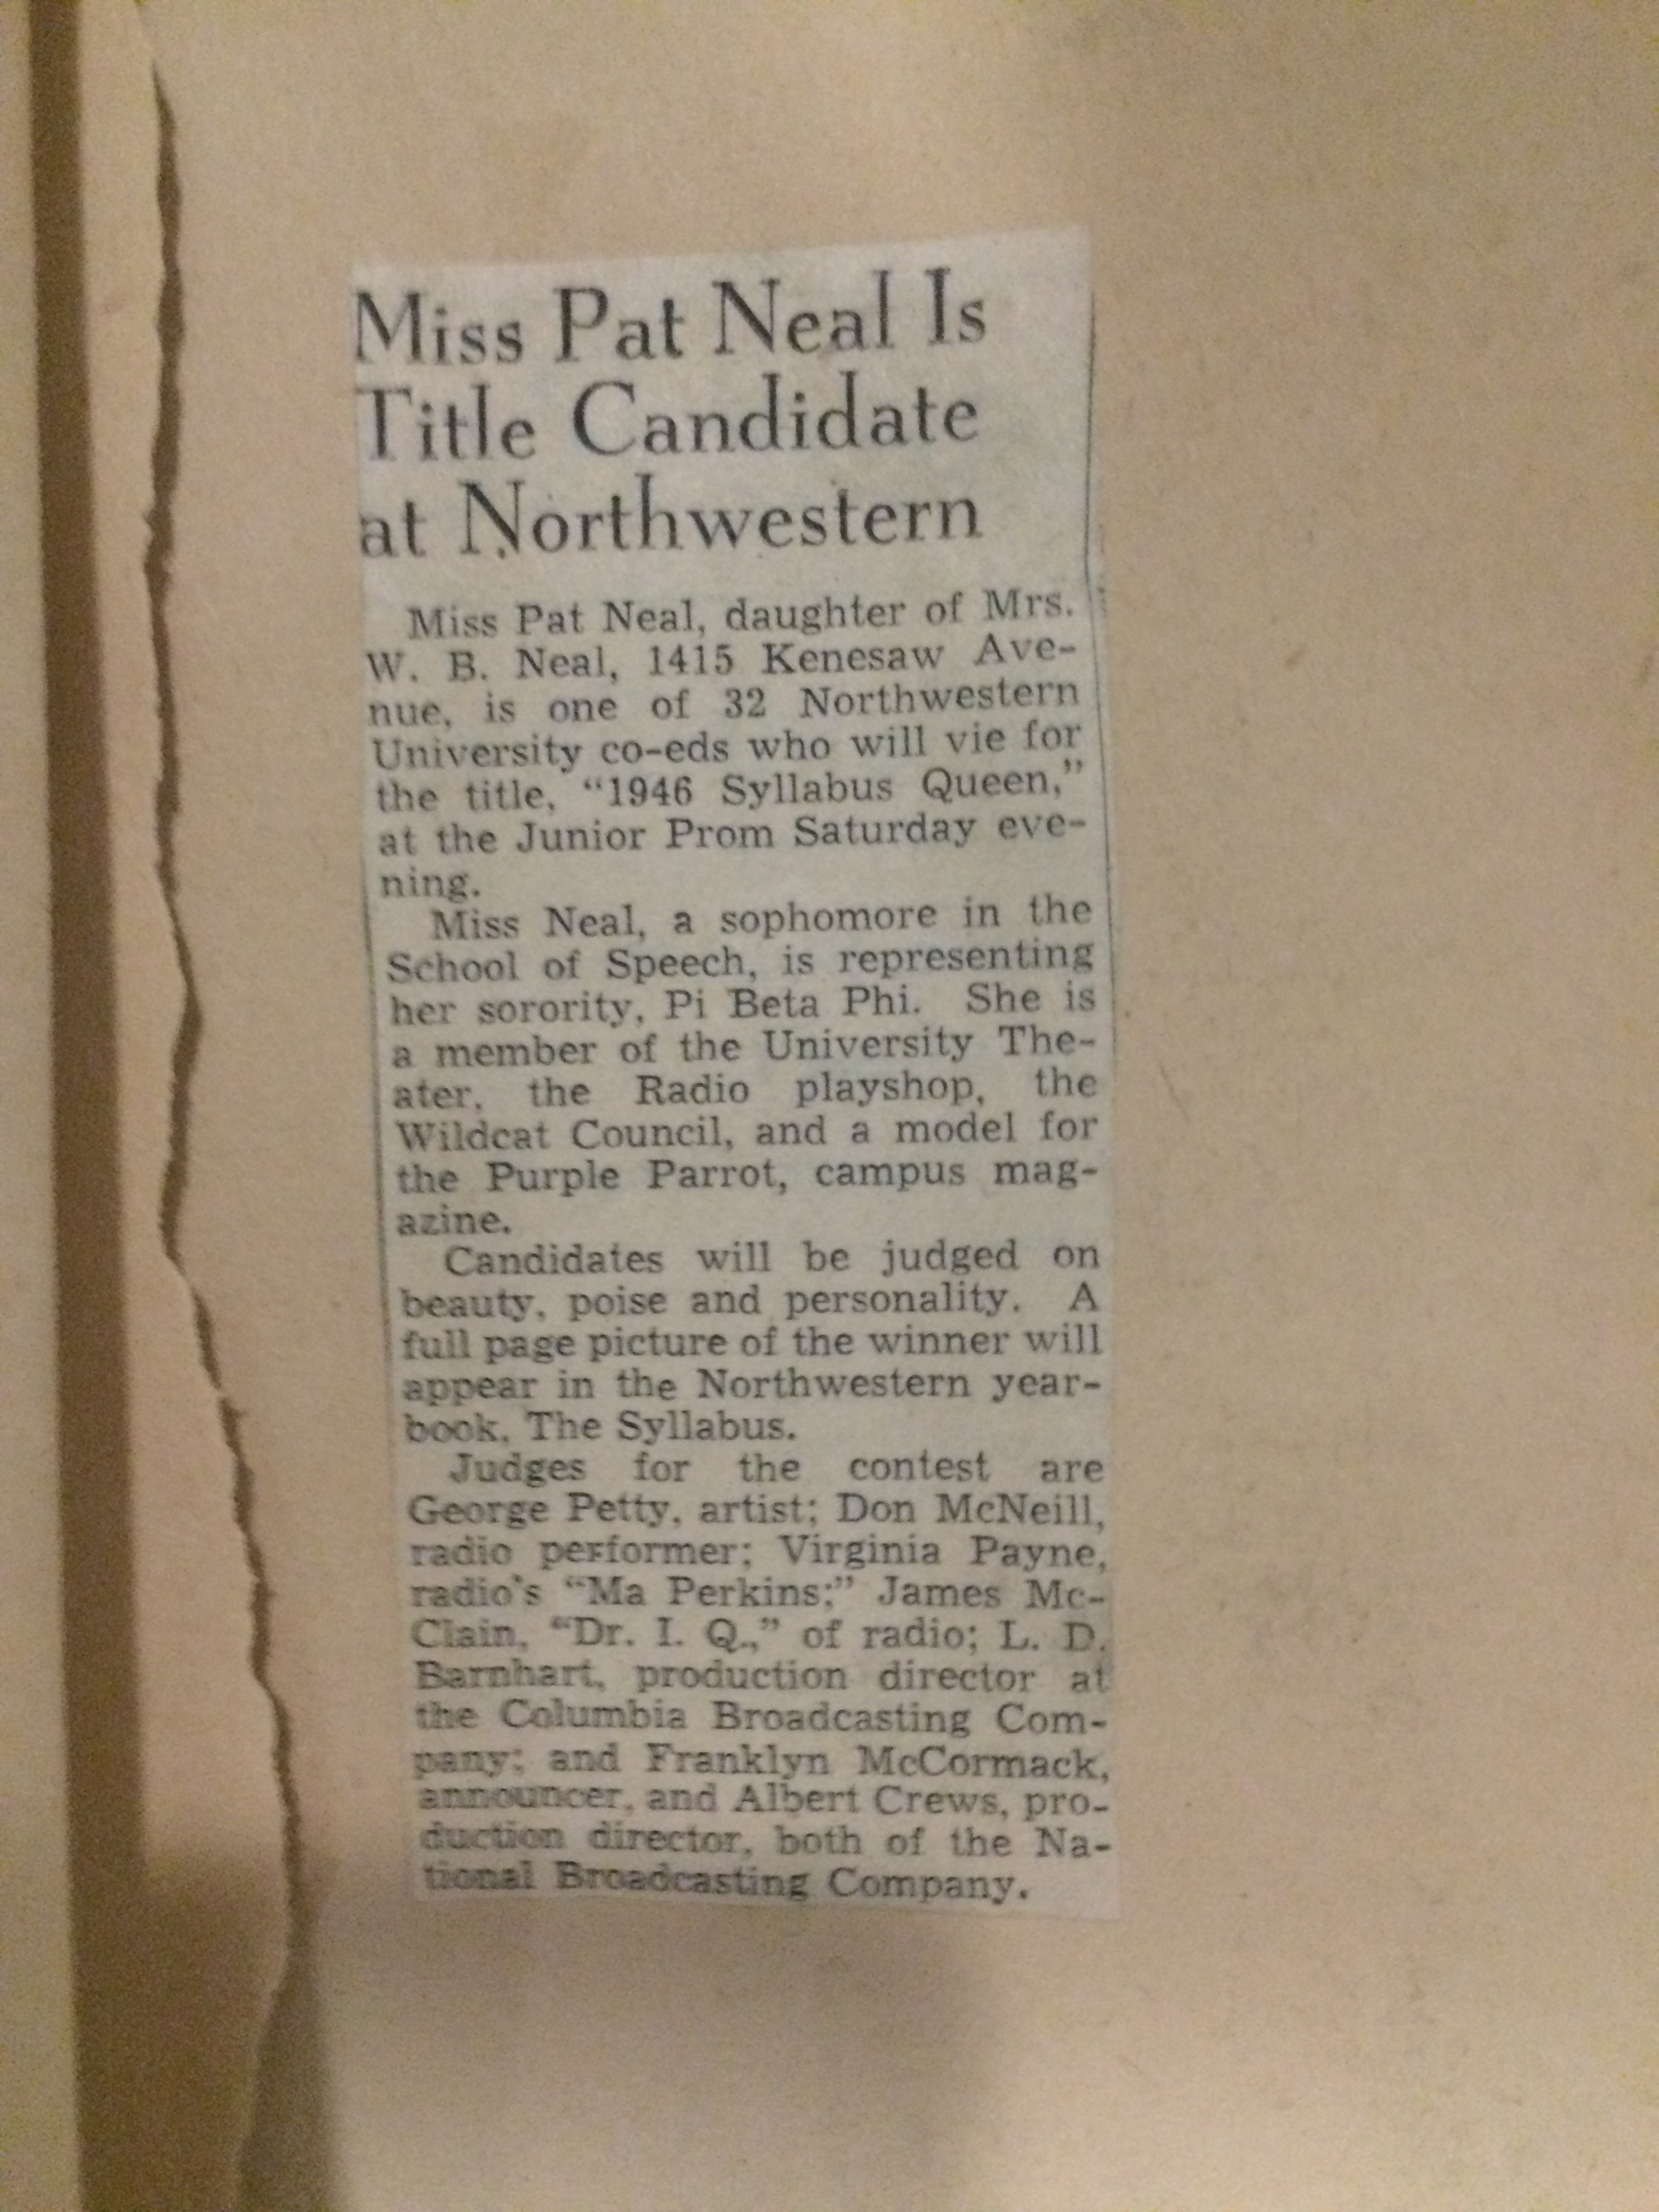 Miss Pat Neal Is
Title Candidate
at Northwestern
Miss Pat Neal, daughter of Mrs.
W. B. Neal, 1415 Kenesaw Ave-
nue, is one of 32 Northwestern
University co-eds who will vie for
the title, “1946 Syllabus Queen,”
at the Junior Prom Saturday eve-
ning.
Miss Neal, a sophomore in the
School of Speech, is representing
her sorority, Pi Beta Phi. She is
a member of the University The-
ater, the Radio playshop, the
Wildcat Council, and a model for
the Purple Parrot, campus mag-
azine.
Candidates will be judged on
beauty, poise and personality. A
full page picture of the winner will
appear in the Northwestern year-
book, The Syllabus.
Judges for the contest are
George Petty, artist; Don McNeill,
radio performer; Virginia Payne,
radio's “Ma Perkins;” James Mc-
Clain, “Dr. I. Q.,” of radio; L. D.
Barnhart, production director at
the Columbia Broadcasting Com-
pany; and Franklyn McCormack,
announcer, and Albert Crews, pro-
duction director, both of the Na-
tional Broadcasting Company.